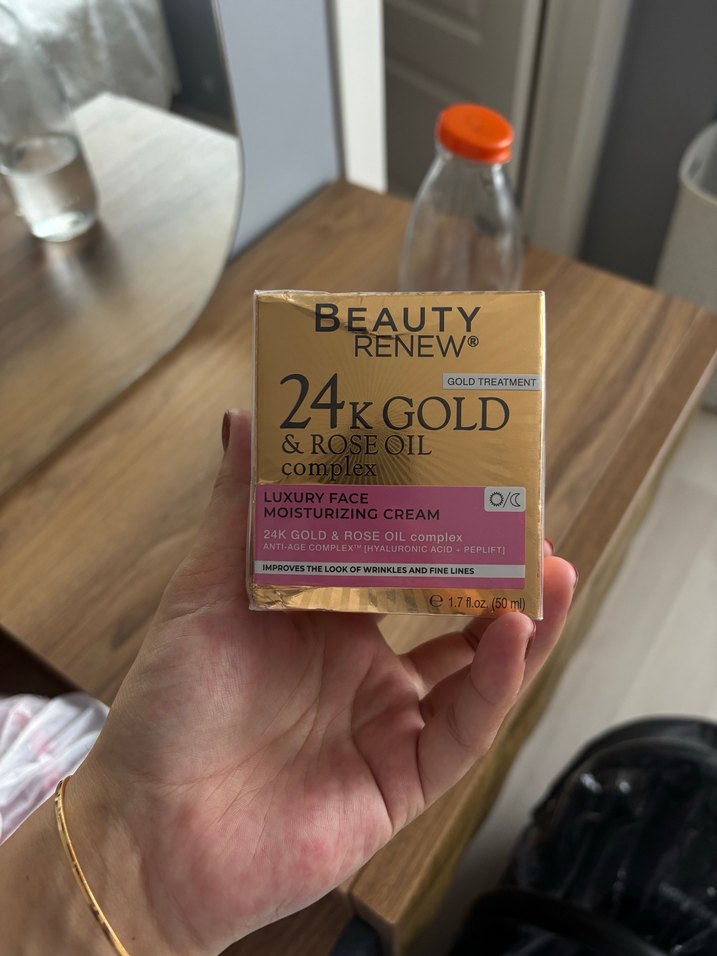 BEAUTY
RENEW®
GOLD TREATMENT
24K GOLD
& ROSE OIL
complex
LUXURY FACE
MOISTURIZING CREAM
24K GOLD & ROSE OIL complex
ANTI-AGE COMPLEX™ [HYALURONIC ACID + PEPLIFT]
IMPROVES THE LOOK OF WRINKLES AND FINE LINES
℮ 1.7 fl.oz. (50 ml)